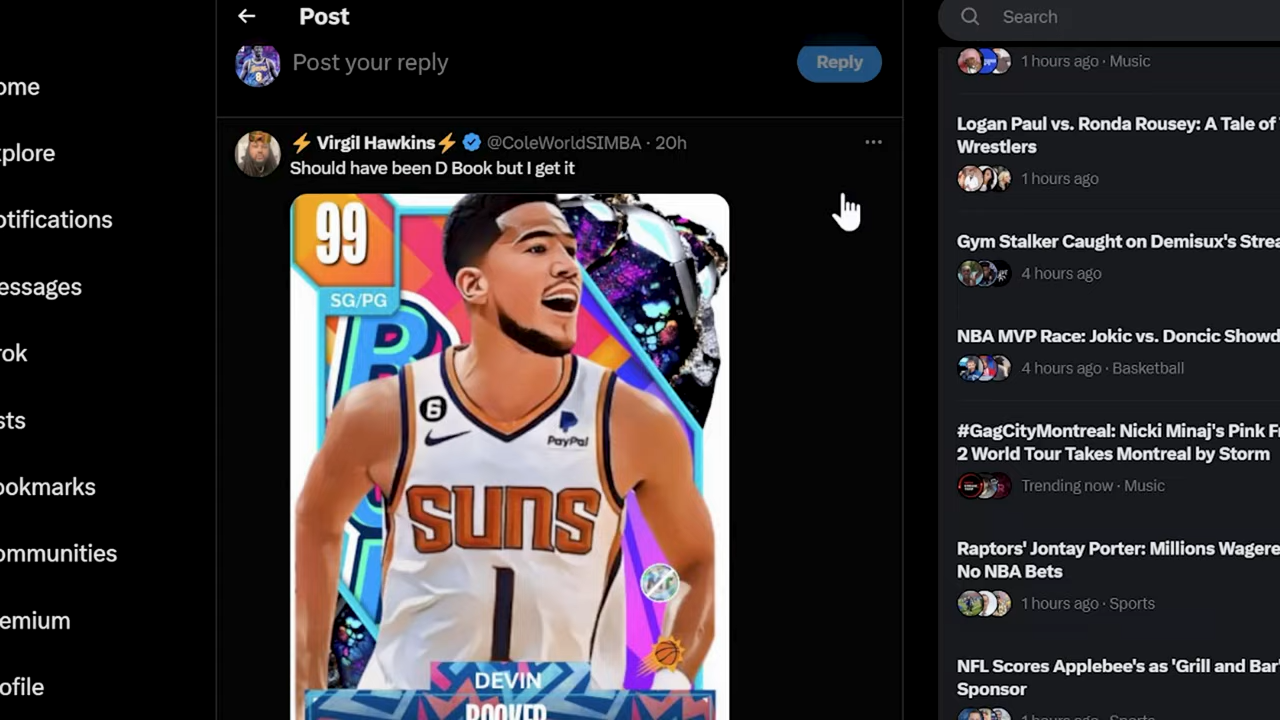 Post
Search
Post your reply
Reply
1 hours ago · Music
ome
Logan Paul vs. Ronda Rousey: A Tale of
Wrestlers
⚡ Virgil Hawkins⚡ @ColeWorldSIMBA · 20h
Should have been D Book but I get it
plore
1 hours ago
99
otifications
Gym Stalker Caught on Demisux's Strea
4 hours ago
essages
SG/PG
NBA MVP Race: Jokic vs. Doncic Showd
rok
4 hours ago · Basketball
6
PayPal
sts
#GagCityMontreal: Nicki Minaj's Pink F
2 World Tour Takes Montreal by Storm
Trending now · Music
ookmarks
SUNS
1
ommunities
Raptors' Jontay Porter: Millions Wagere
No NBA Bets
1 hours ago · Sports
emium
NFL Scores Applebee's as 'Grill and Bar'
Sponsor
1 hours ago · Sports
ofile
DEVIN
BOOKER